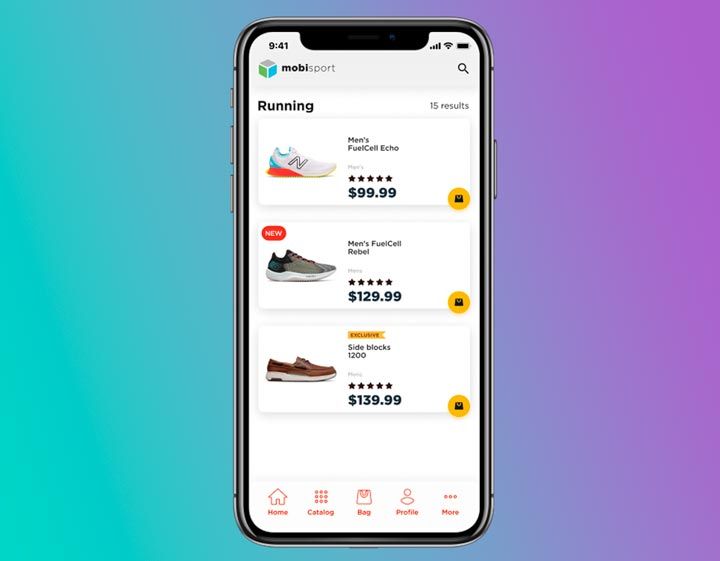 9:41
mobisport
Running
15 results
Men's
FuelCell Echo
Men's
$99.99
NEW
Men's FuelCell
Rebel
Mens
$129.99
EXCLUSIVE
Side blocks
1200
Mens
$139.99
Home
Catalog
Bag
Profile
More